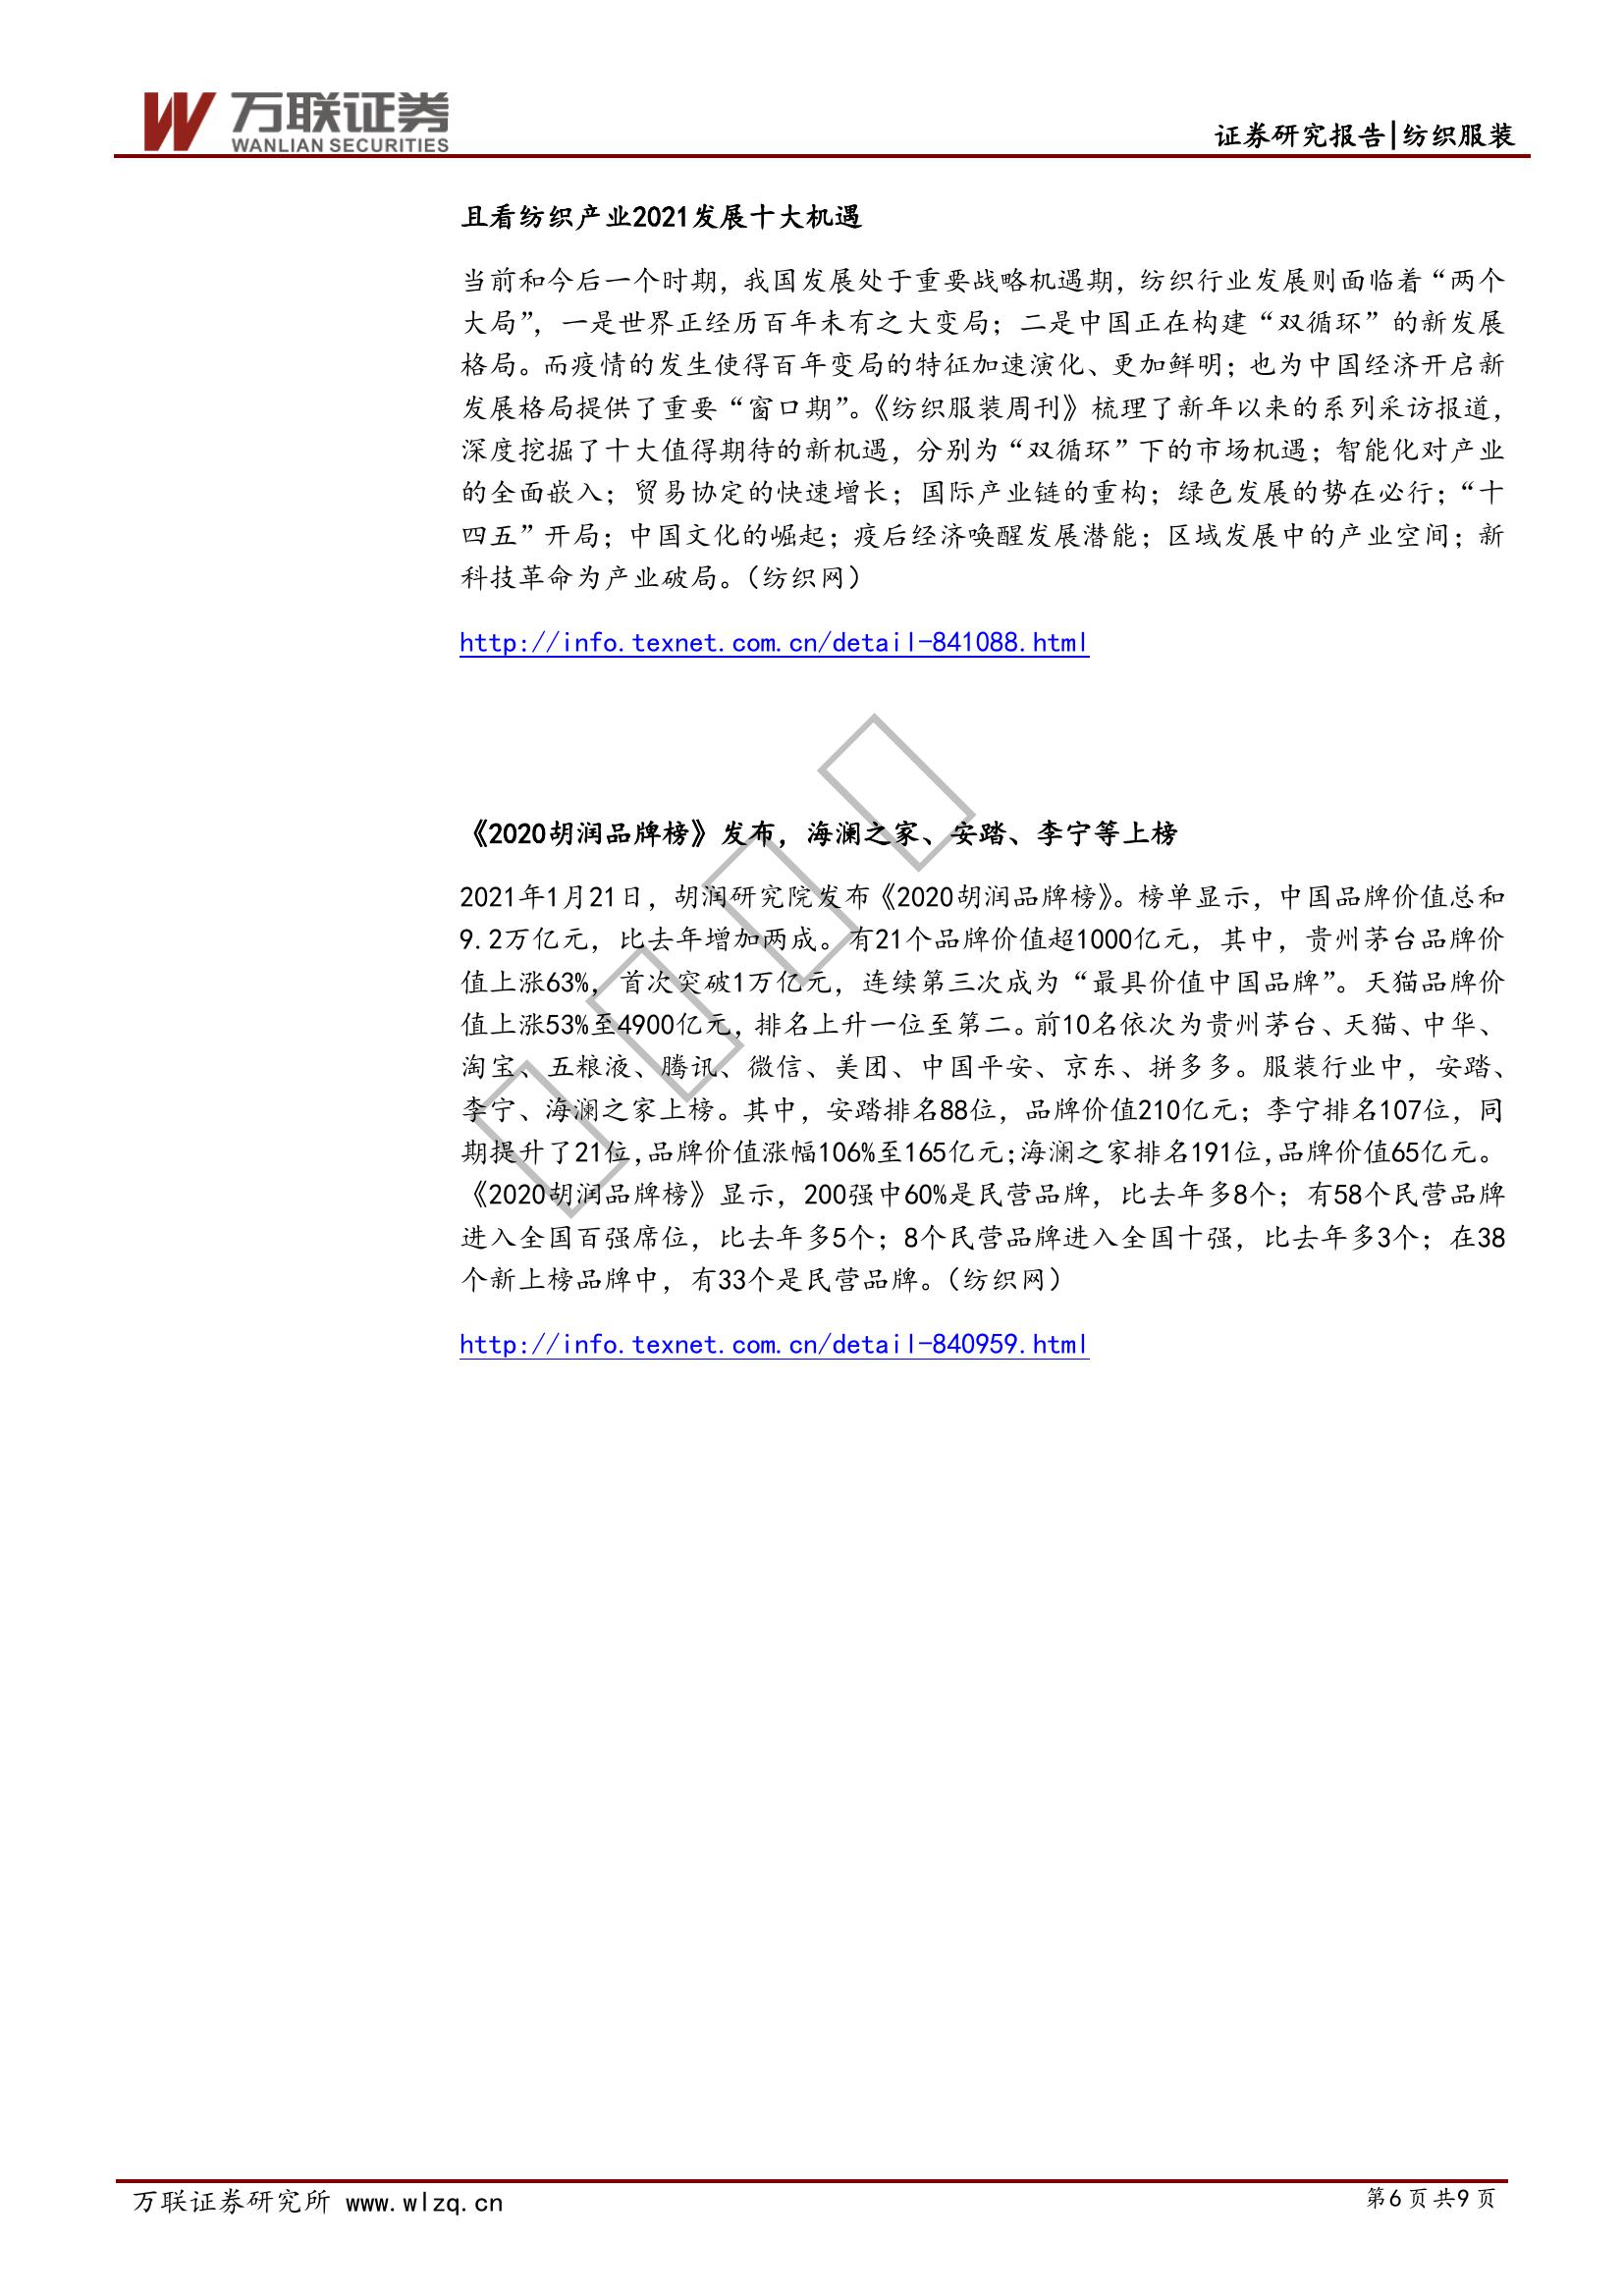 万联证券
WANLIAN SECURITIES
证券研究报告|纺织服装
且看纺织产业2021发展十大机遇
当前和今后一个时期，我国发展处于重要战略机遇期，纺织行业发展则面临着“两个
大局”，一是世界正经历百年未有之大变局；二是中国正在构建“双循环”的新发展
格局。而疫情的发生使得百年变局的特征加速演化、更加鲜明；也为中国经济开启新
发展格局提供了重要“窗口期”。《纺织服装周刊》梳理了新年以来的系列采访报道，
深度挖掘了十大值得期待的新机遇，分别为“双循环”下的市场机遇；智能化对产业
的全面嵌入；贸易协定的快速增长；国际产业链的重构；绿色发展的势在必行；“十
四五”开局；中国文化的崛起；疫后经济唤醒发展潜能；区域发展中的产业空间；新
科技革命为产业破局。（纺织网）
http://info.texnet.com.cn/detail-841088.html
《2020胡润品牌榜》发布，海澜之家、安踏、李宁等上榜
2021年1月21日，胡润研究院发布《2020胡润品牌榜》。榜单显示，中国品牌价值总和
9.2万亿元，比去年增加两成。有21个品牌价值超1000亿元，其中，贵州茅台品牌价
值上涨63%，首次突破1万亿元，连续第三次成为“最具价值中国品牌”。天猫品牌价
值上涨53%至4900亿元，排名上升一位至第二。前10名依次为贵州茅台、天猫、中华、
淘宝、五粮液、腾讯、微信、美团、中国平安、京东、拼多多。服装行业中，安踏、
李宁、海澜之家上榜。其中，安踏排名88位，品牌价值210亿元；李宁排名107位，同
期提升了21位，品牌价值涨幅106%至165亿元；海澜之家排名191位，品牌价值65亿元。
《2020胡润品牌榜》显示，200强中60%是民营品牌，比去年多8个；有58个民营品牌
进入全国百强席位，比去年多5个；8个民营品牌进入全国十强，比去年多3个；在38
个新上榜品牌中，有33个是民营品牌。（纺织网）
http://info.texnet.com.cn/detail-840959.html
万联证券研究所 www.wlzq.cn
第6页共9页